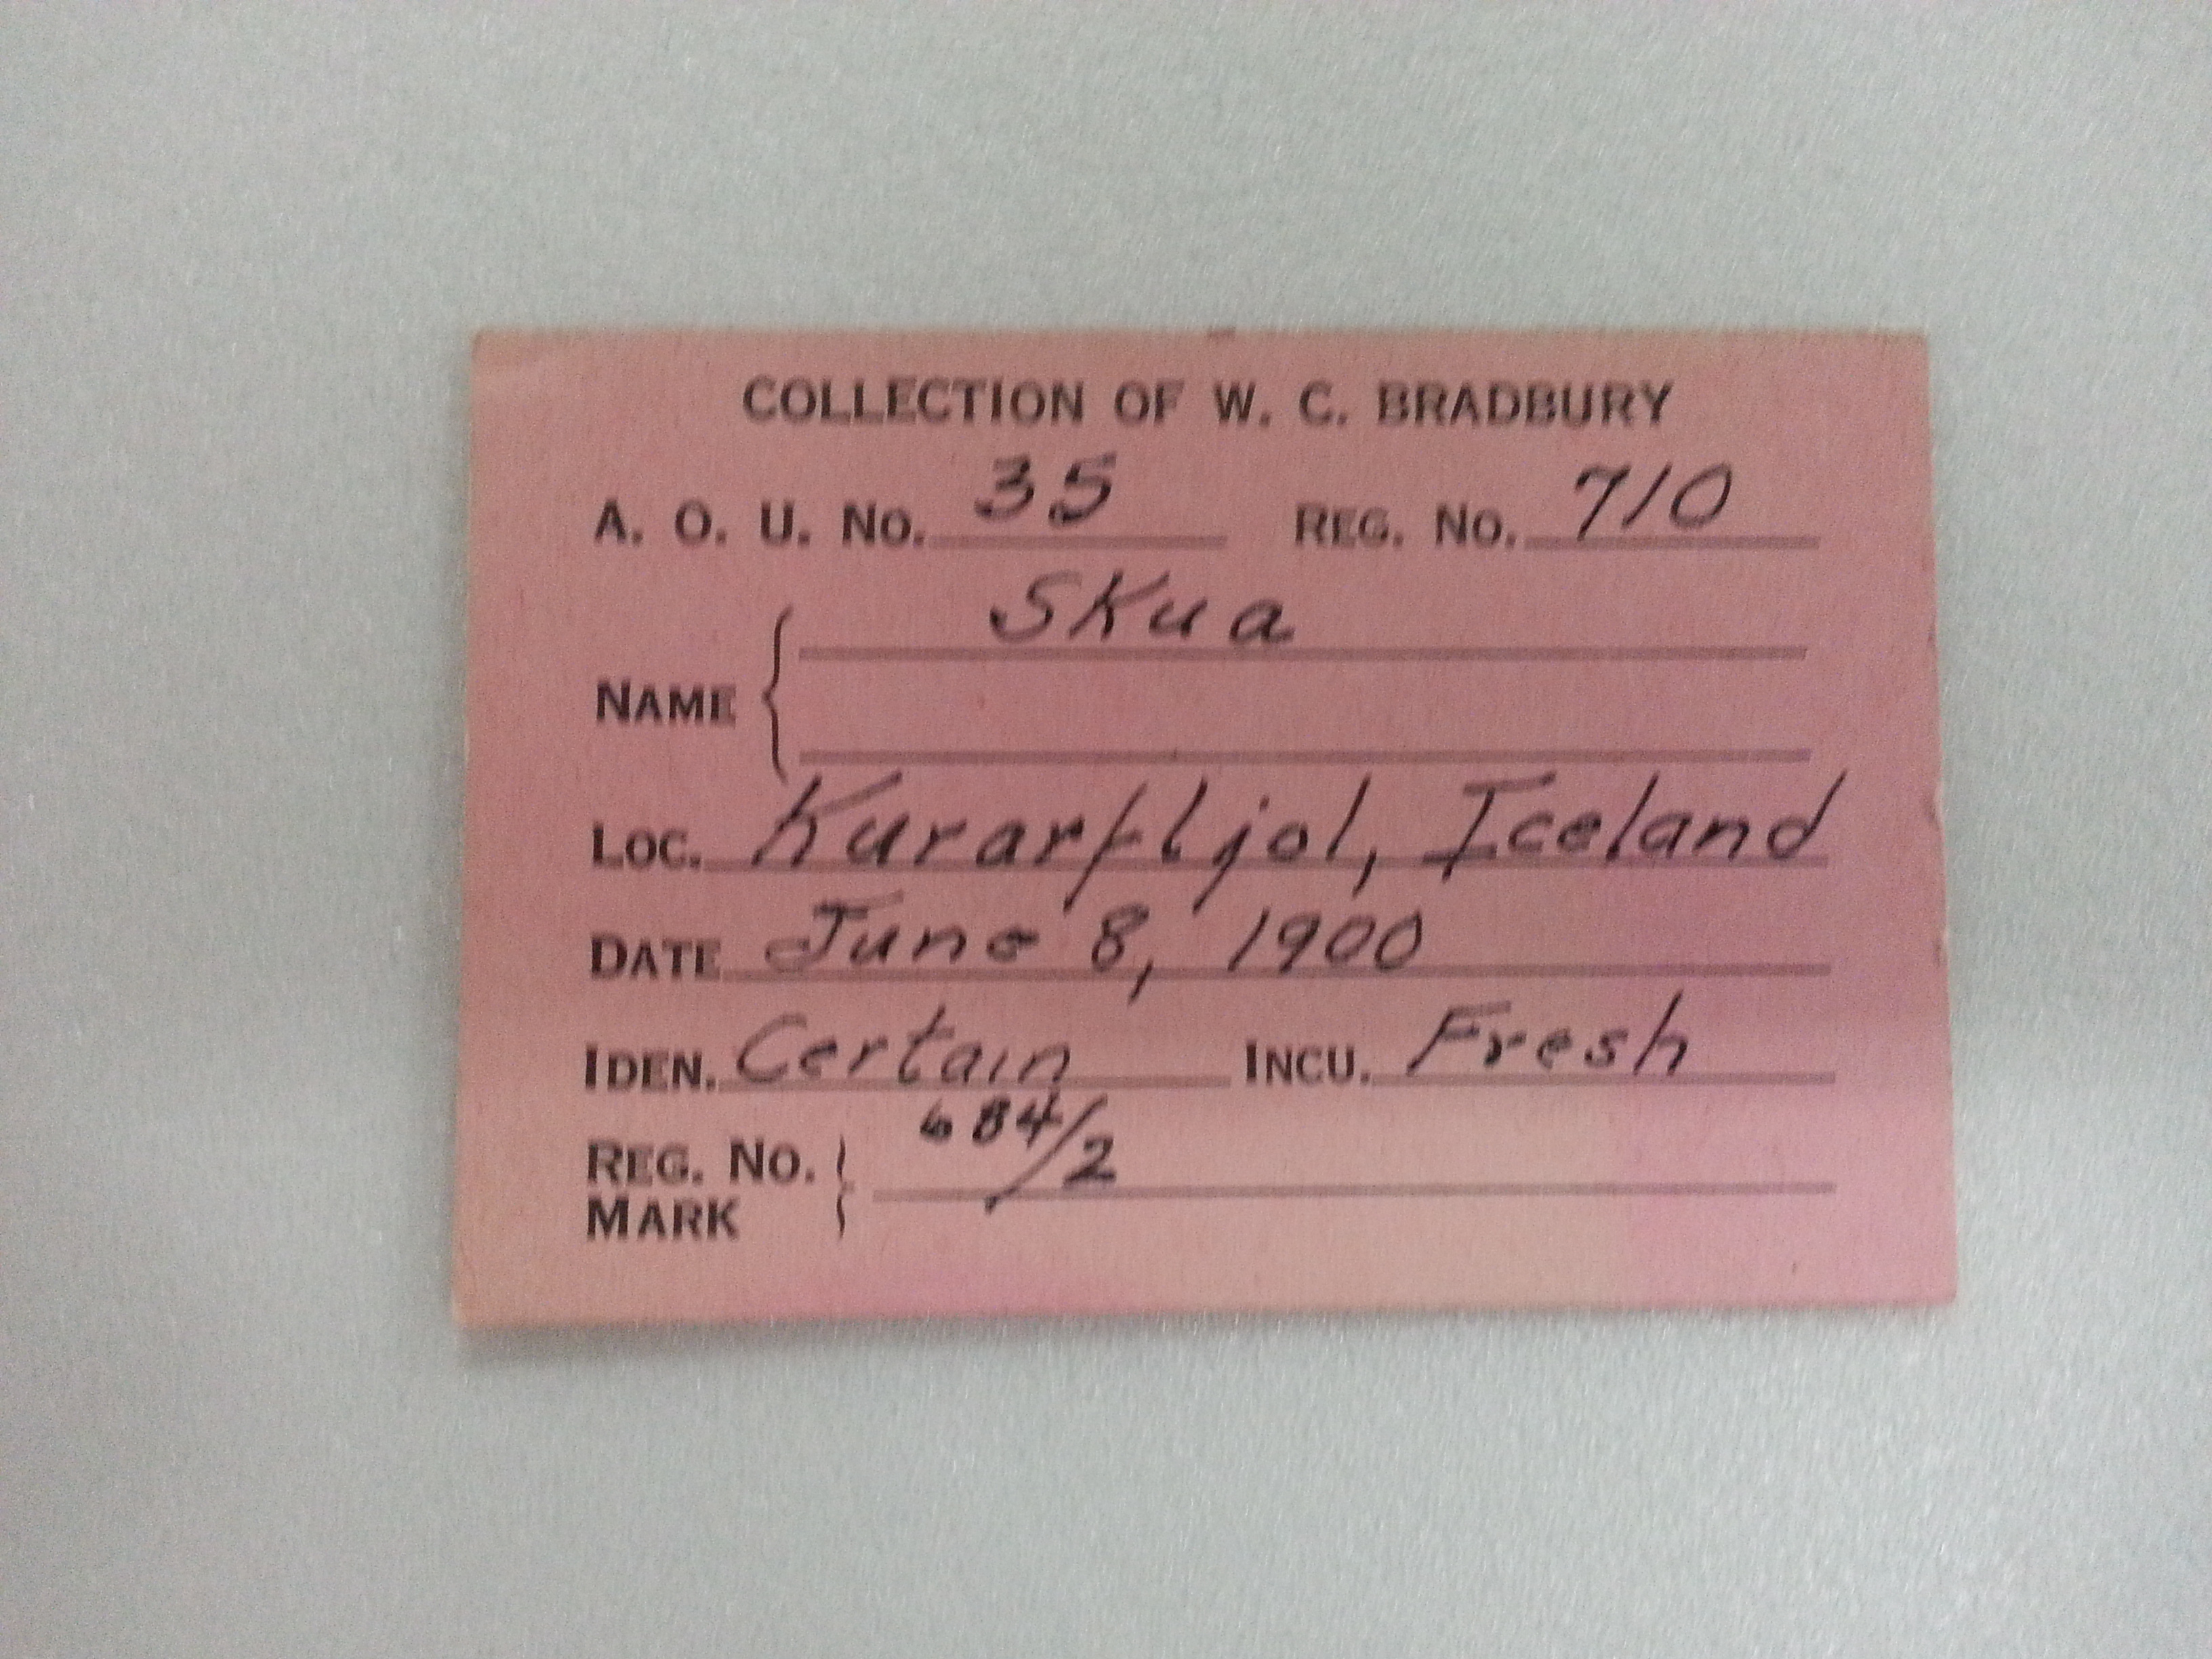 COLLECTION OF W. C. BRADBURY
A. O. U. No. 35 REG. No. 710
NAME { Skua
LOC. Kurarfljol, Iceland
DATE June 8, 1900
IDEN. Certain INCU. Fresh
REG. No. MARK { 684/2